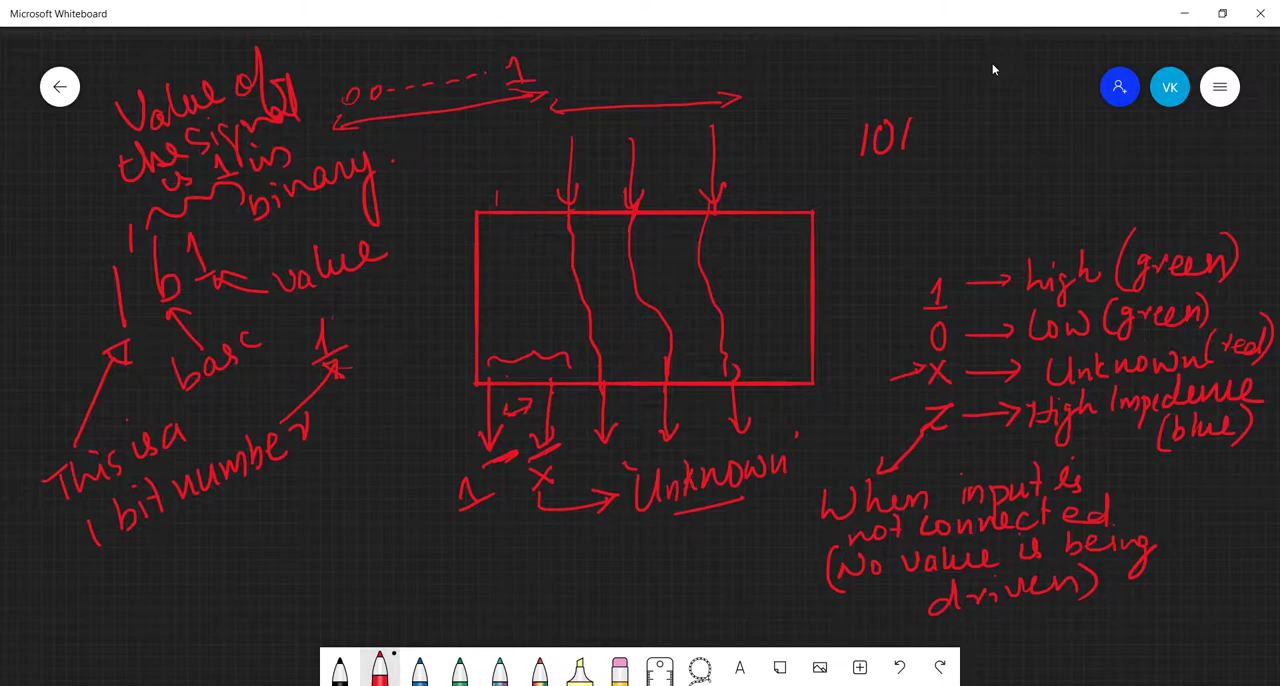 Microsoft Whiteboard
VK
Value of
the signal
is 1 in
binary.
00------1
101
1 b 1
value
base
This is a
1 bit number
1
1
X
Unknown
1 → high (green)
0 → Low (green)
X → Unknown (red)
Z → High Impedence
(blue)
When input is
not connected.
(No value is being
driven)
A